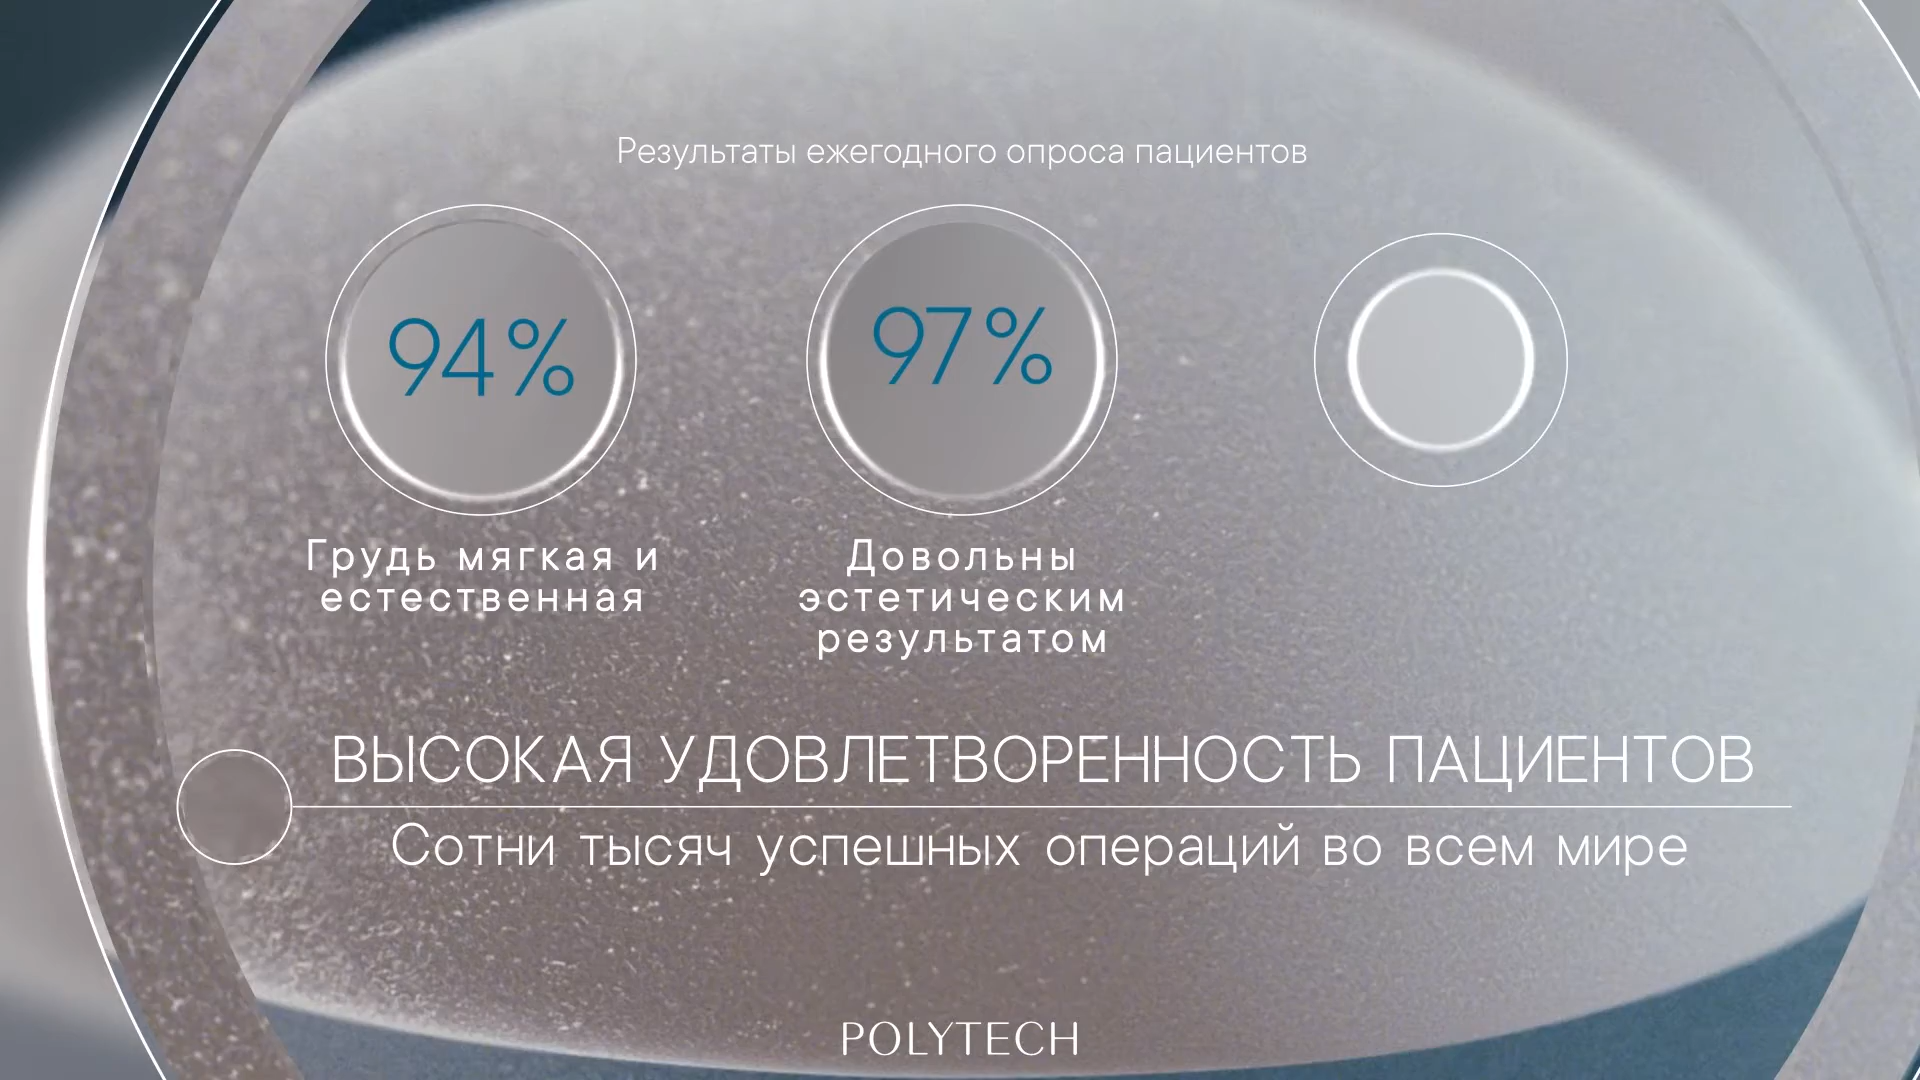 Результаты ежегодного опроса пациентов
94%
97%
Грудь мягкая и
естественная
Довольны
эстетическим
результатом
ВЫСОКАЯ УДОВЛЕТВОРЕННОСТЬ ПАЦИЕНТОВ
Сотни тысяч успешных операций во всем мире
POLYTECH